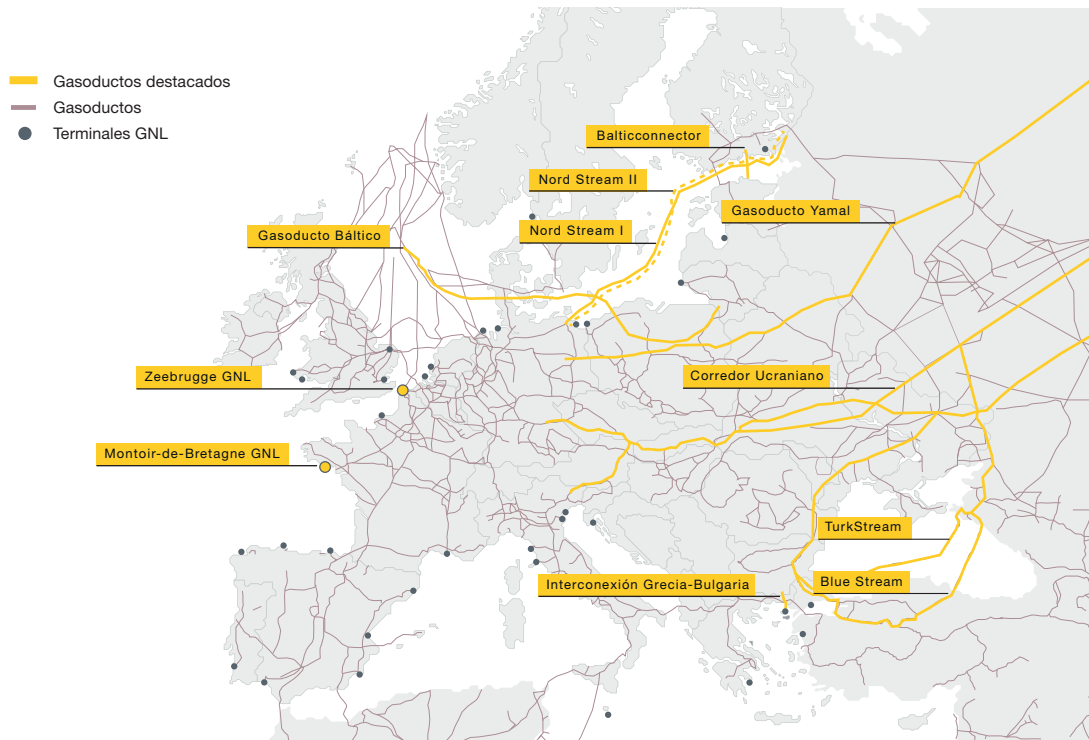 Gasoductos destacados
Gasoductos
Terminales GNL
Balticconnector
Nord Stream II
Gasoducto Yamal
Nord Stream I
Gasoducto Báltico
Zeebrugge GNL
Corredor Ucraniano
Montoir-de-Bretagne GNL
TurkStream
Interconexión Grecia-Bulgaria
Blue Stream